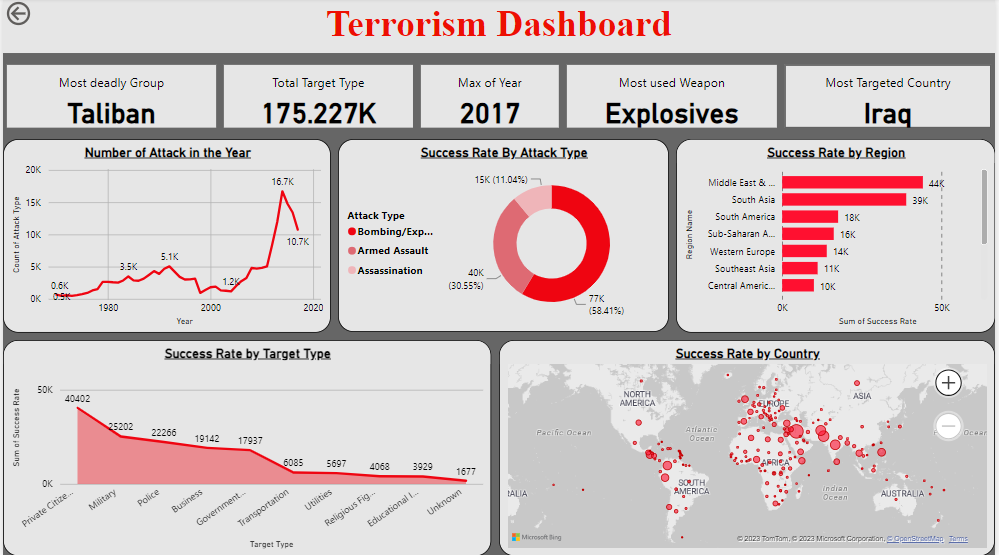 Terrorism Dashboard
Most deadly Group
Taliban
Total Target Type
175.227K
Max of Year
2017
Most used Weapon
Explosives
Most Targeted Country
Iraq
Number of Attack in the Year
Count of Attack Type
20K
15K
10K
5K
0K
0.6K
0.5K
3.5K
5.1K
1.2K
16.7K
10.7K
1980
2000
2020
Year
Success Rate By Attack Type
15K (11.04%)
Attack Type
Bombing/Exp...
Armed Assault
Assassination
40K
(30.55%)
77K
(58.41%)
Success Rate by Region
Region Name
Middle East & ...
44K
South Asia
39K
South America
18K
Sub-Saharan A...
16K
Western Europe
14K
Southeast Asia
11K
Central Americ...
10K
0K
50K
Sum of Success Rate
Success Rate by Target Type
Sum of Success Rate
50K
0K
40402
25202
22266
19142
17937
6085
5697
4068
3929
1677
Private Citize...
Military
Police
Business
Government...
Transportation
Utilities
Religious Fig...
Educational I...
Unknown
Target Type
Success Rate by Country
NORTH
AMERICA
EUROPE
ASIA
Pacific Ocean
Atlantic
Ocean
AFRICA
SOUTH
AMERICA
Indian
Ocean
AUSTRALIA
RALIA
Ocean
Microsoft Bing
© 2023 TomTom, © 2023 Microsoft Corporation, © OpenStreetMap Terms